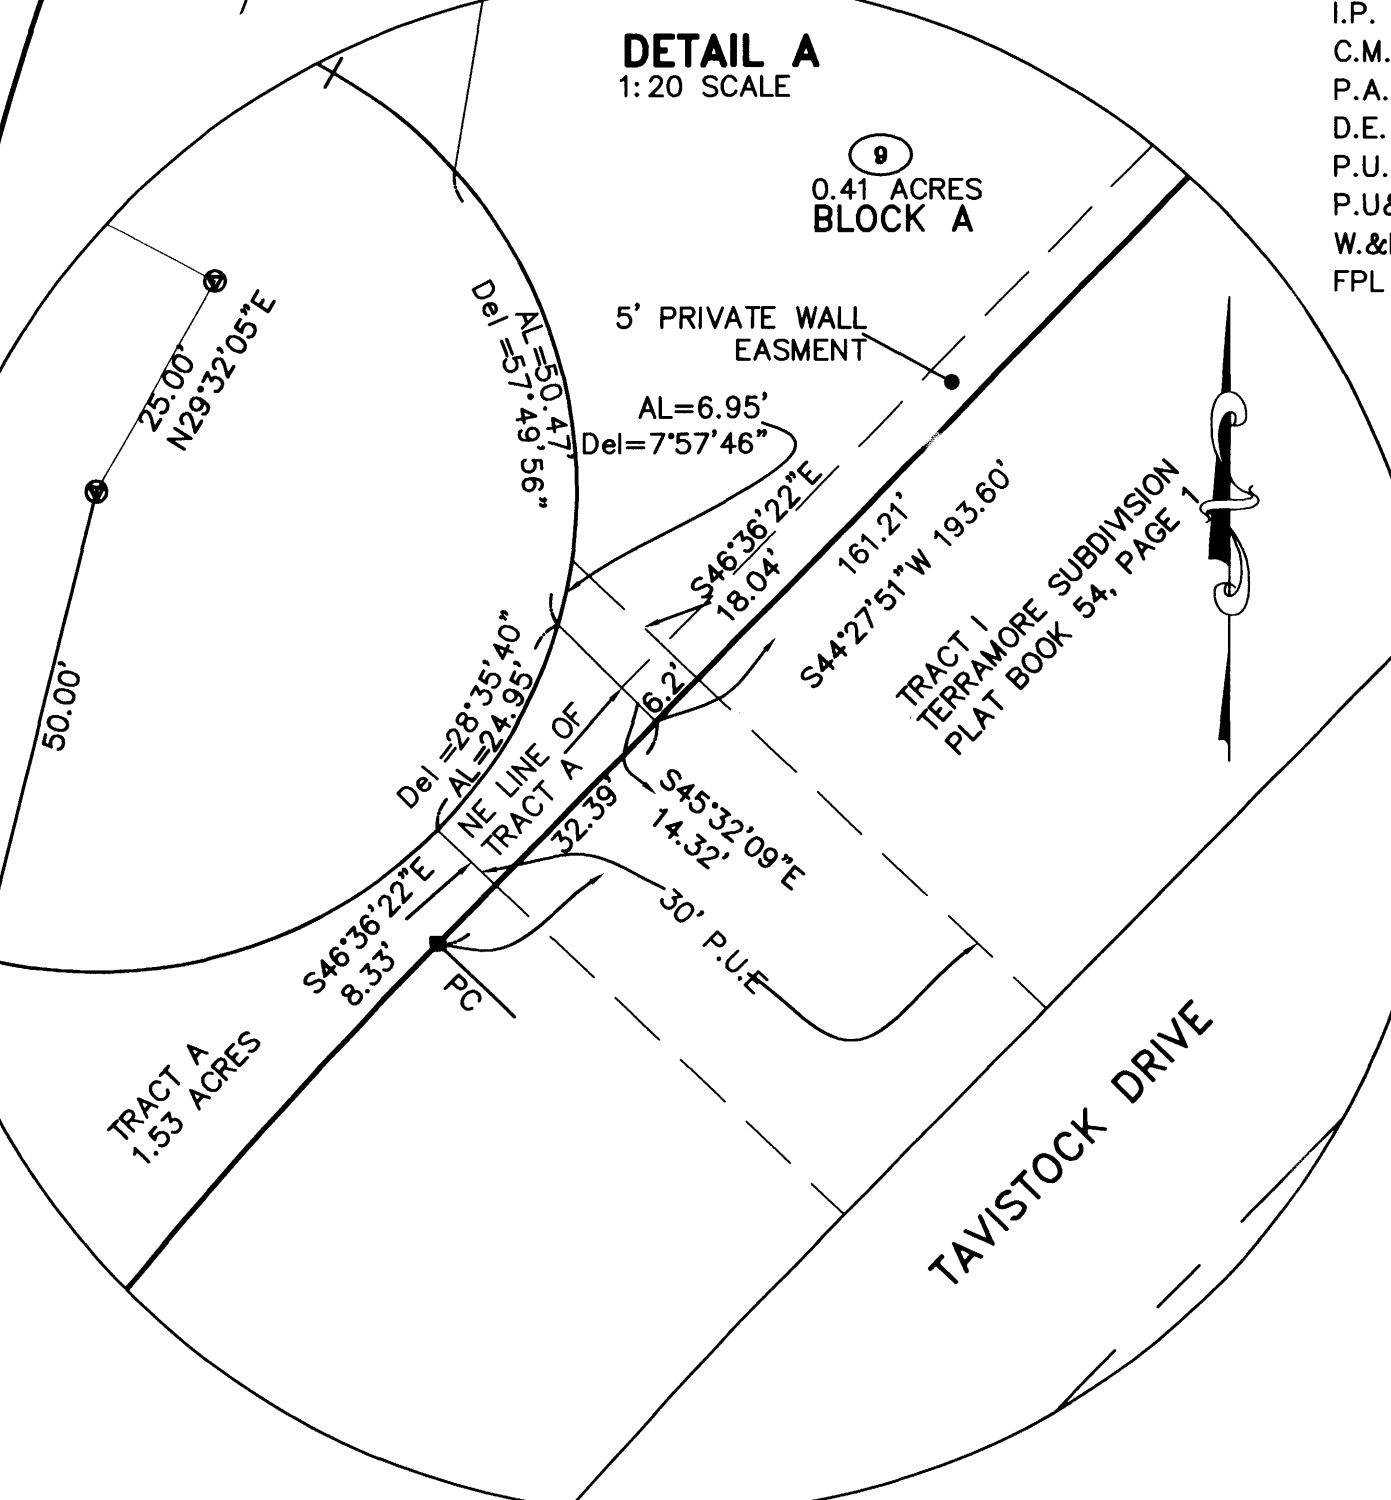 DETAIL A
1:20 SCALE
I.P.
C.M.
P.A.
D.E.
P.U.
P.U&
W.&
FPL
9
0.41 ACRES
BLOCK A
5' PRIVATE WALL
EASMENT
AL=50.47'
Del =57°49'56"
25.00'
N29°32'05"E
AL=6.95'
Del=7°57'46"
S46°36'22"E
18.04'
161.21'
S44°27'51"W 193.60'
TRACT I
TERRAMORE SUBDIVISION
PLAT BOOK 54, PAGE 1
50.00'
Del =28°35'40"
AL=24.95'
NE LINE OF
TRACT A
6.2'
32.39'
S45°32'09"E
14.32'
30' P.U.E
S46°36'22"E
8.33'
PC
TRACT A
1.53 ACRES
TAVISTOCK DRIVE